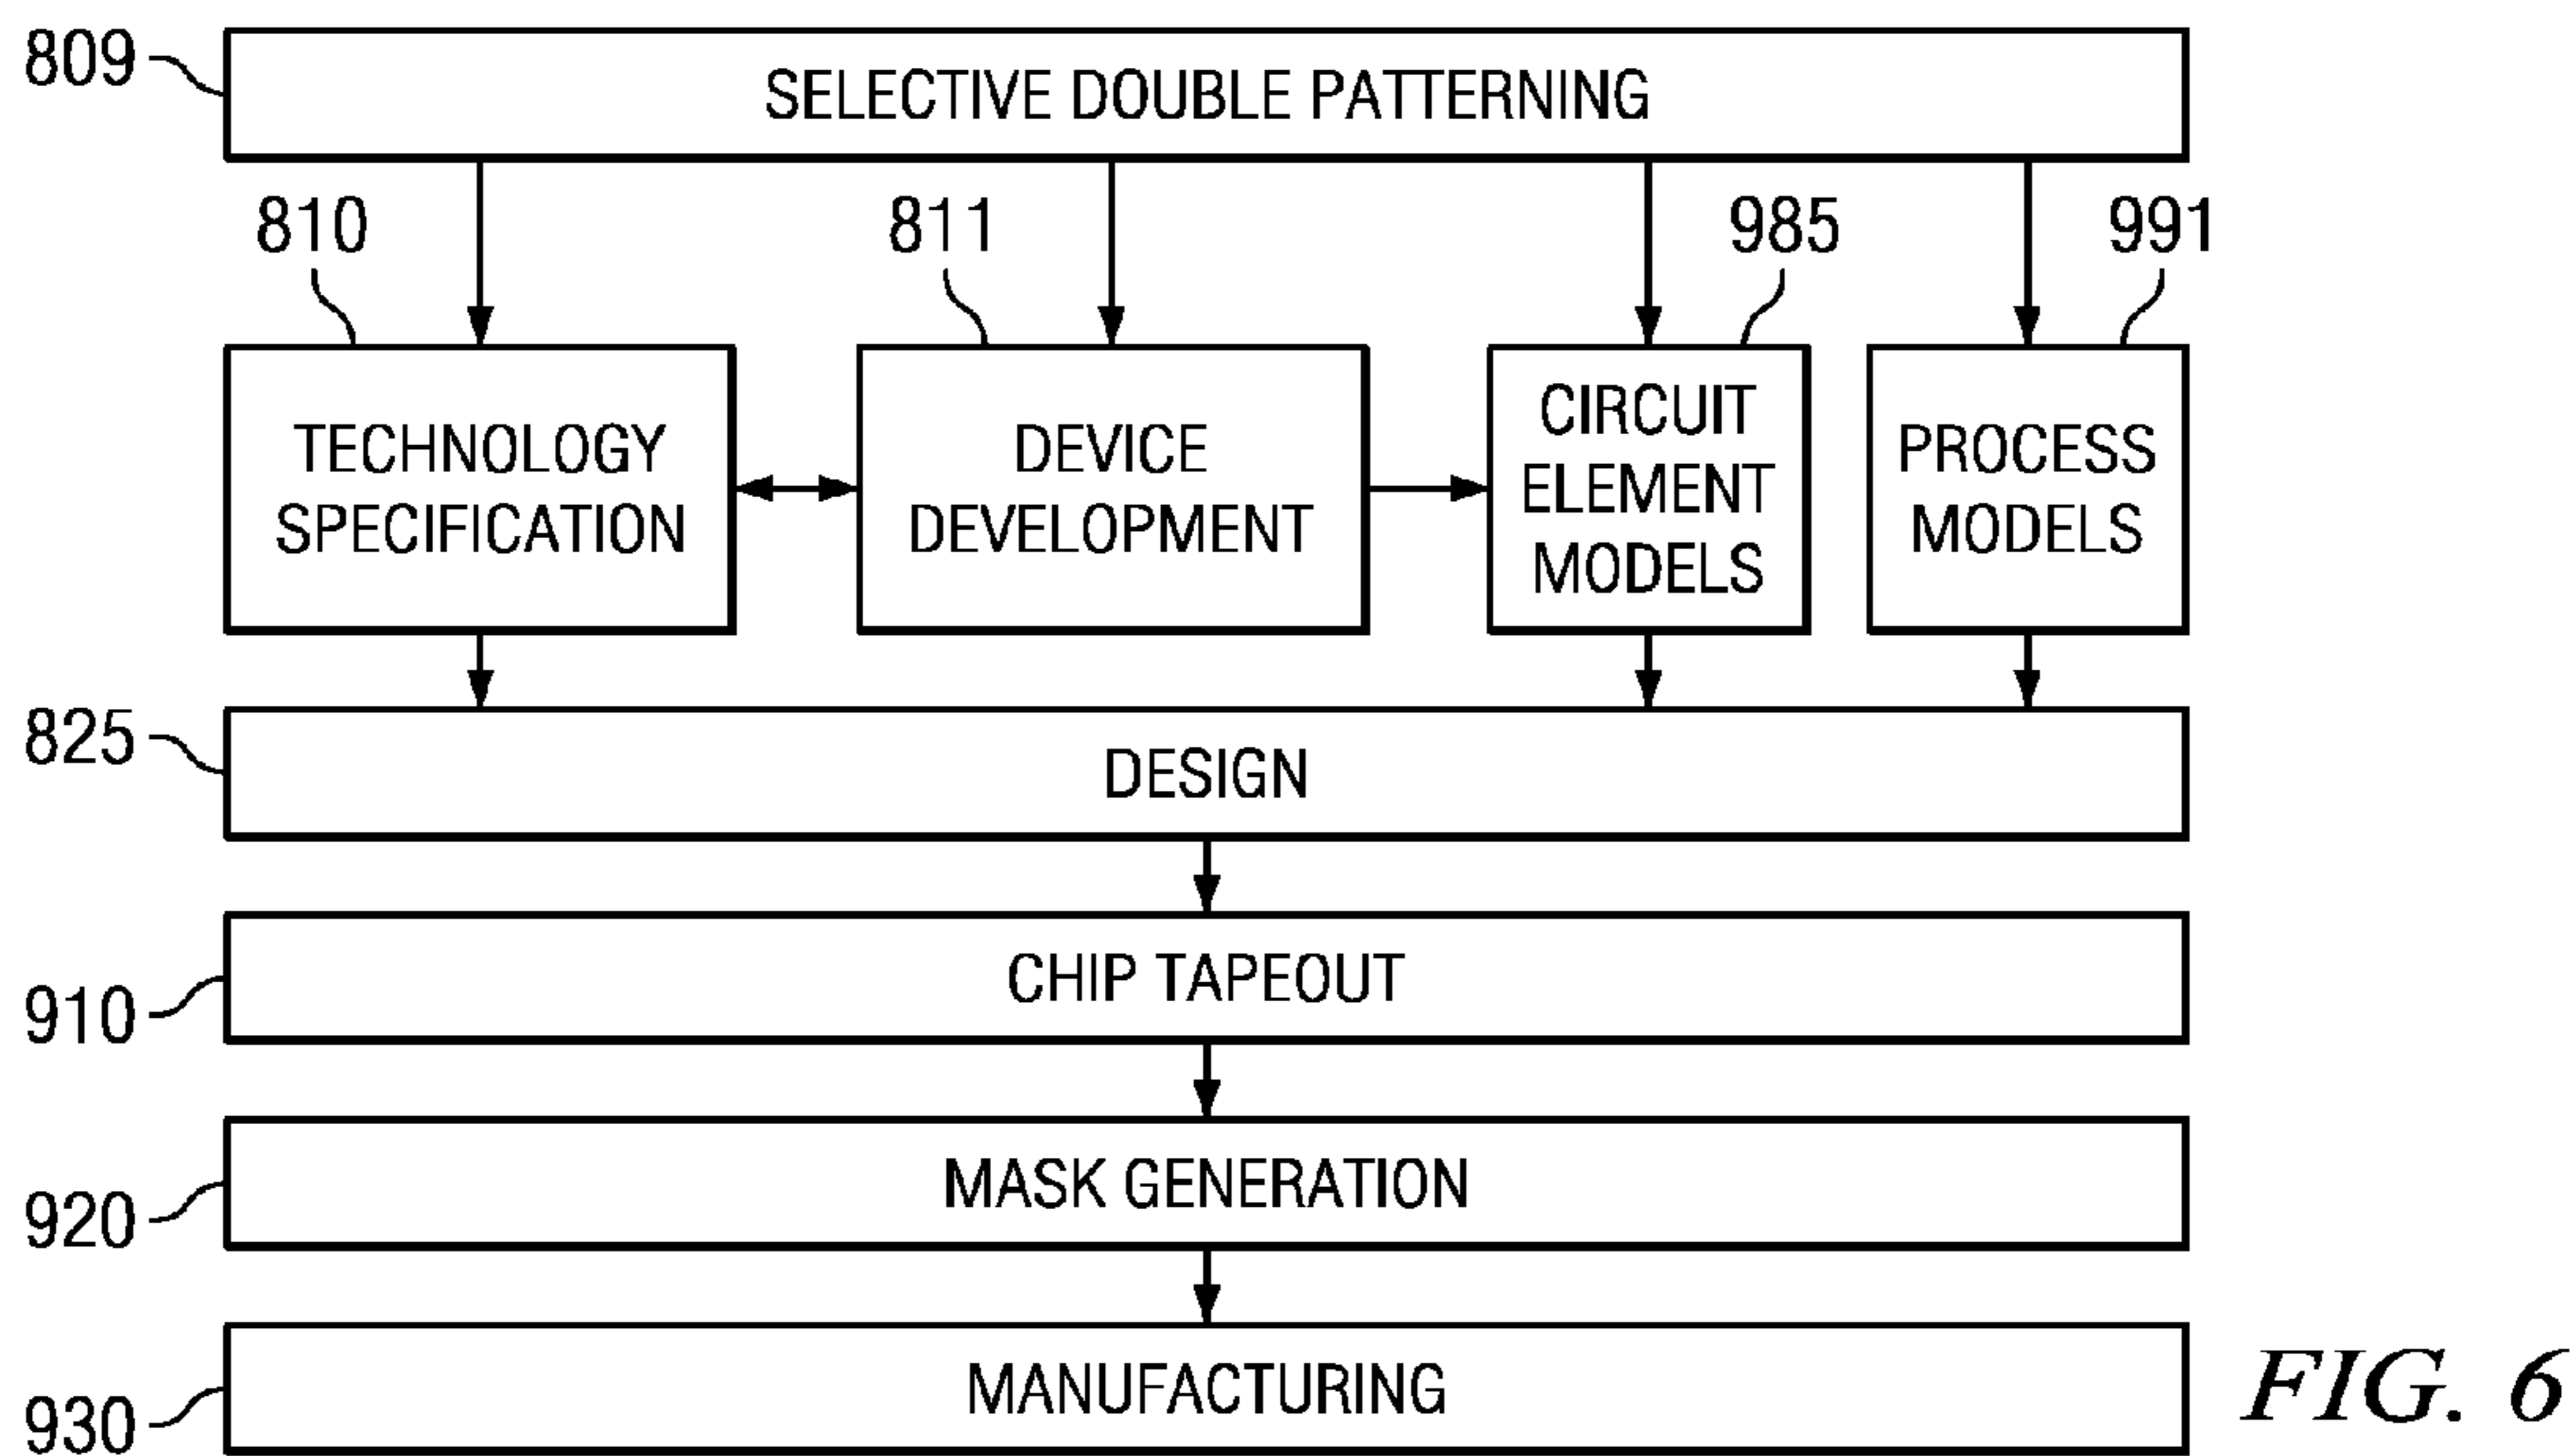 809
SELECTIVE DOUBLE PATTERNING
810
811
985
991
TECHNOLOGY
SPECIFICATION
DEVICE
DEVELOPMENT
CIRCUIT
ELEMENT
MODELS
PROCESS
MODELS
825
DESIGN
CHIP TAPEOUT
910
MASK GENERATION
920
MANUFACTURING
930
FIG. 6